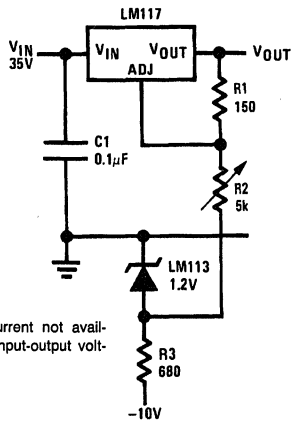 LM117
VIN
35V
VIN
VOUT
ADJ
VOUT
R1
150
C1
0.1μF
R2
5k
LM113
1.2V
urrent not avail-
nput-output volt-
R3
680
–10V